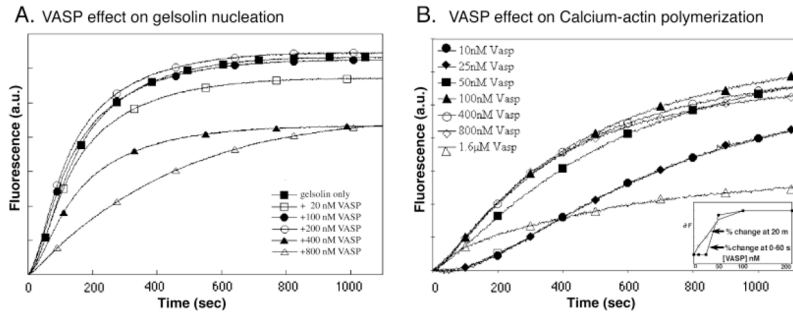 A. VASP effect on gelsolin nucleation
Fluorescence (a.u.)
gelsolin only
+ 20 nM VASP
+100 nM VASP
+200 nM VASP
+400 nM VASP
+800 nM VASP
0 200 400 600 800 1000
Time (sec)
B. VASP effect on Calcium-actin polymerization
Fluorescence (a.u.)
10nM Vasp
25nM Vasp
50nM Vasp
100nM Vasp
400nM Vasp
800nM Vasp
1.6µM Vasp
% change at 20 m
%change at 0-60 s
0 50 100 200
[VASP] nM
0 200 400 600 800 1000
Time (sec)